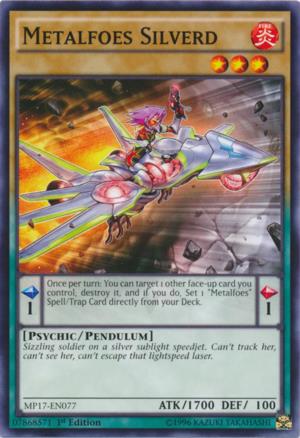 METALFOES SILVERD
FIRE
炎
Once per turn: You can target 1 other face-up card you
control, destroy it, and if you do, Set 1 "Metalfoes"
Spell/Trap Card directly from your Deck.
1
1
[PSYCHIC/PENDULUM]
Sizzling soldier on a silver sublight speedjet. Can't track her,
can't see her, can't escape that lightspeed laser.
MP17-EN077
ATK/1700 DEF/ 100
07868571
1st Edition
©1996 KAZUKI TAKAHASHI